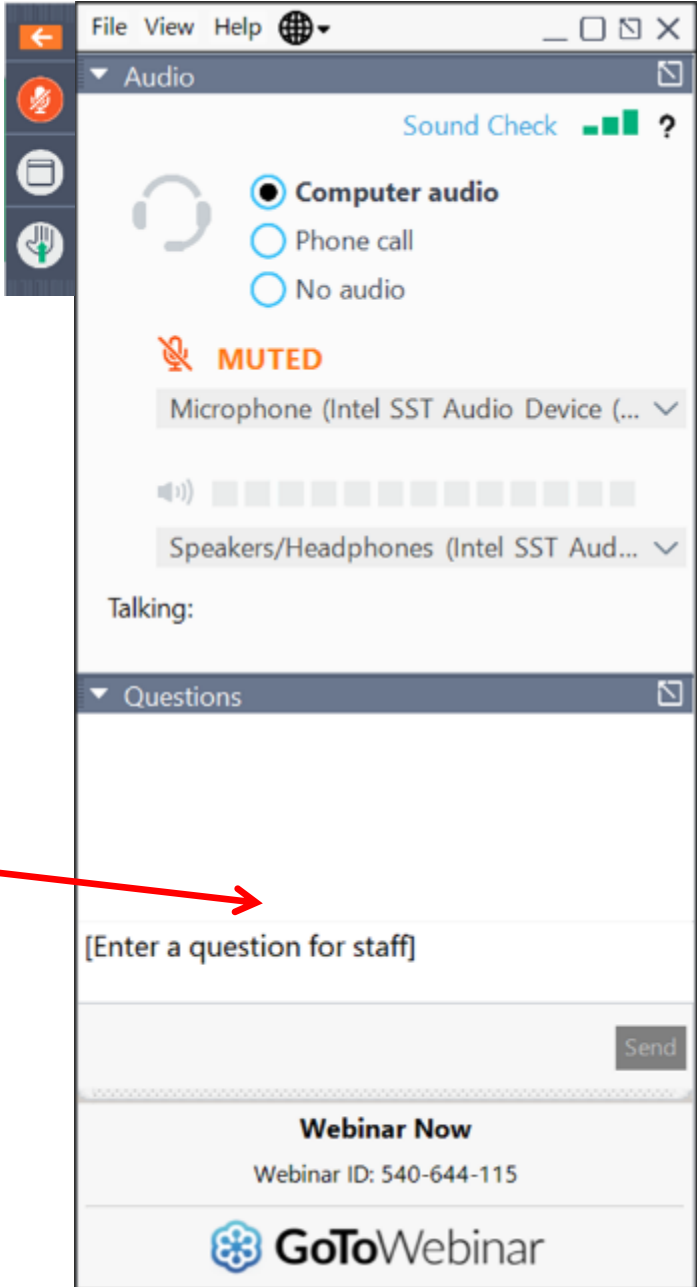 File View Help
Audio
Sound Check ?
Computer audio
Phone call
No audio
MUTED
Microphone (Intel SST Audio Device (...
Speakers/Headphones (Intel SST Aud...
Talking:
Questions
[Enter a question for staff]
Send
Webinar Now
Webinar ID: 540-644-115
GoToWebinar